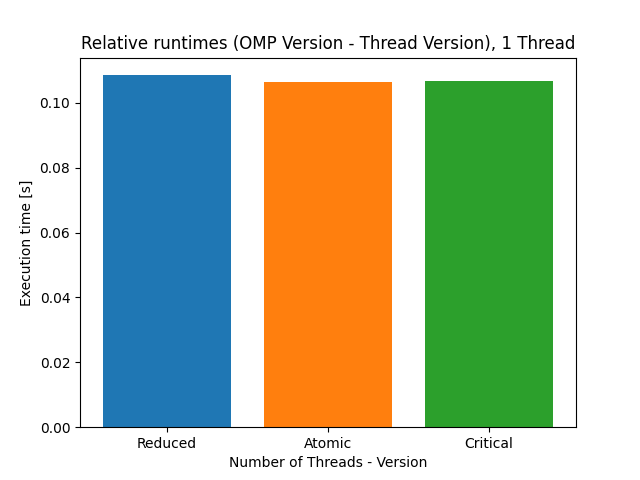 Relative runtimes (OMP Version - Thread Version), 1 Thread
Execution time [s]
0.10
0.08
0.06
0.04
0.02
0.00
Reduced
Atomic
Critical
Number of Threads - Version